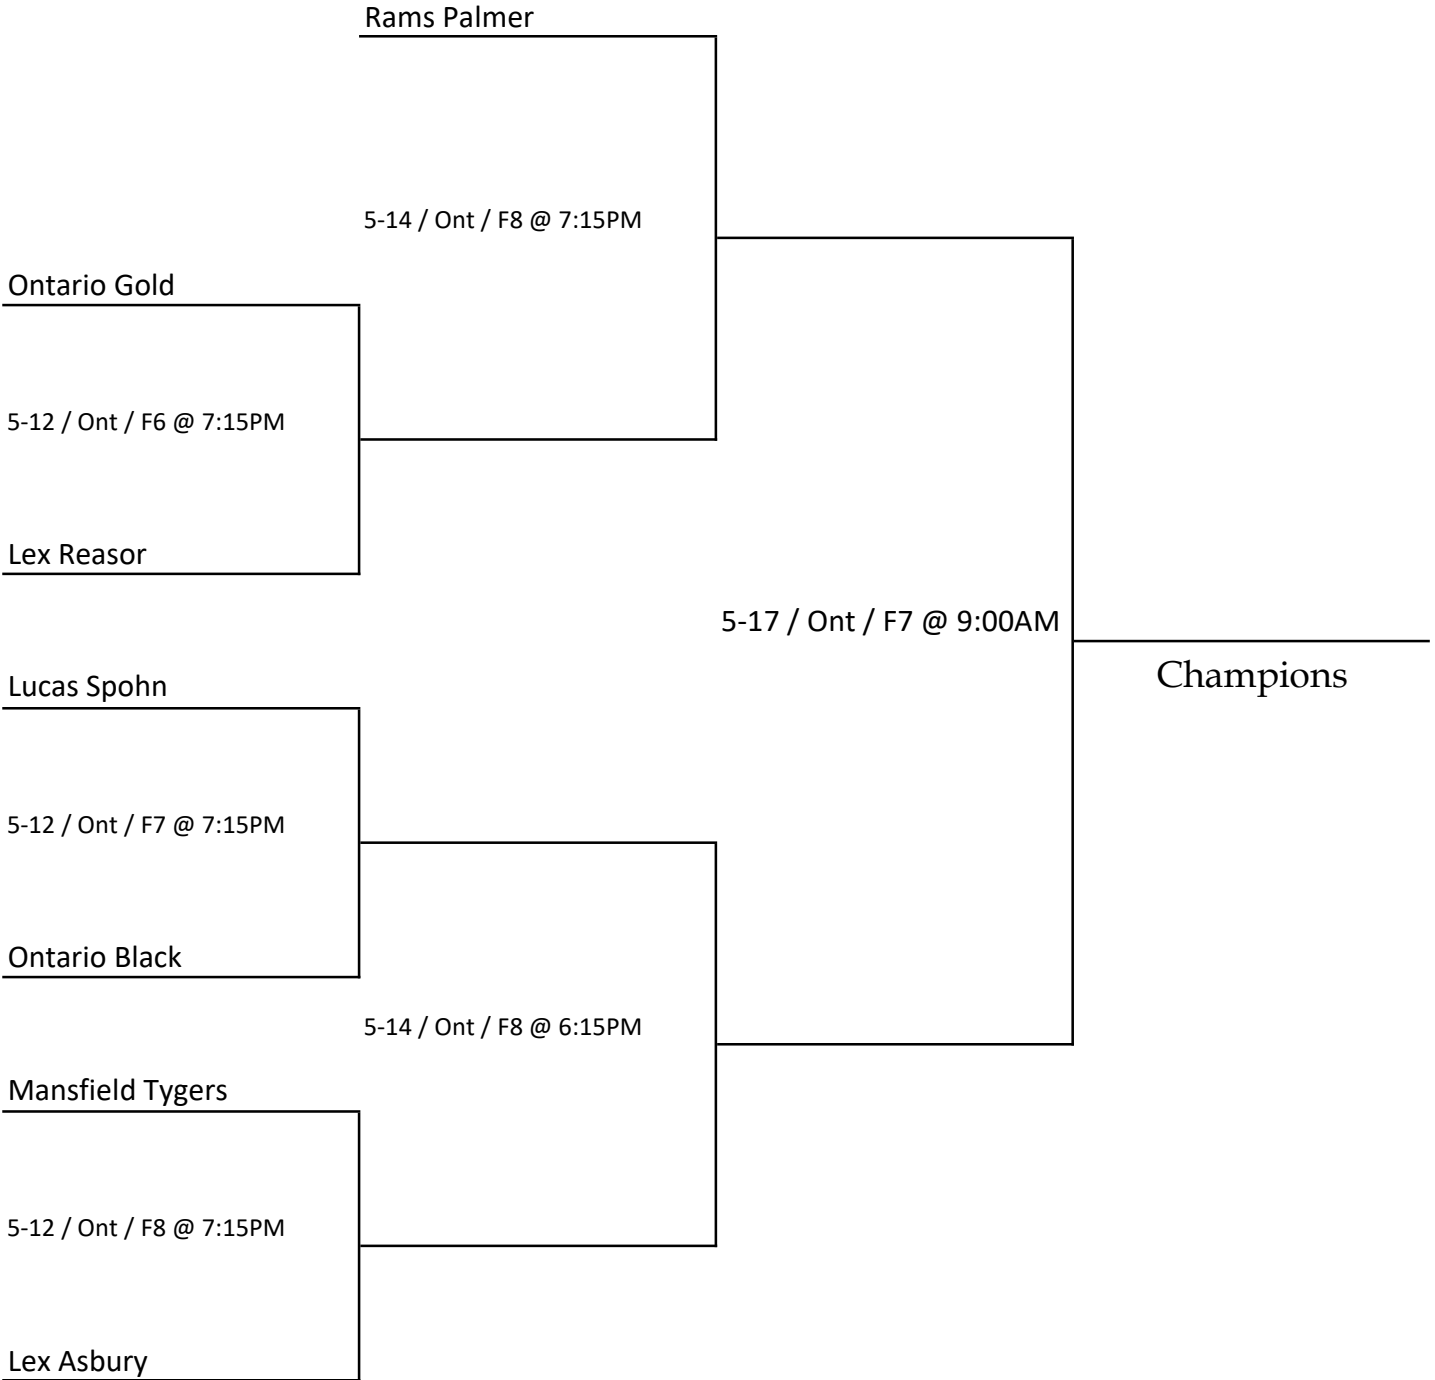 Rams Palmer
5-14 / Ont / F8 @ 7:15PM
Ontario Gold
5-12 / Ont / F6 @ 7:15PM
Lex Reasor
5-17 / Ont / F7 @ 9:00AM
Champions
Lucas Spohn
5-12 / Ont / F7 @ 7:15PM
Ontario Black
5-14 / Ont / F8 @ 6:15PM
Mansfield Tygers
5-12 / Ont / F8 @ 7:15PM
Lex Asbury